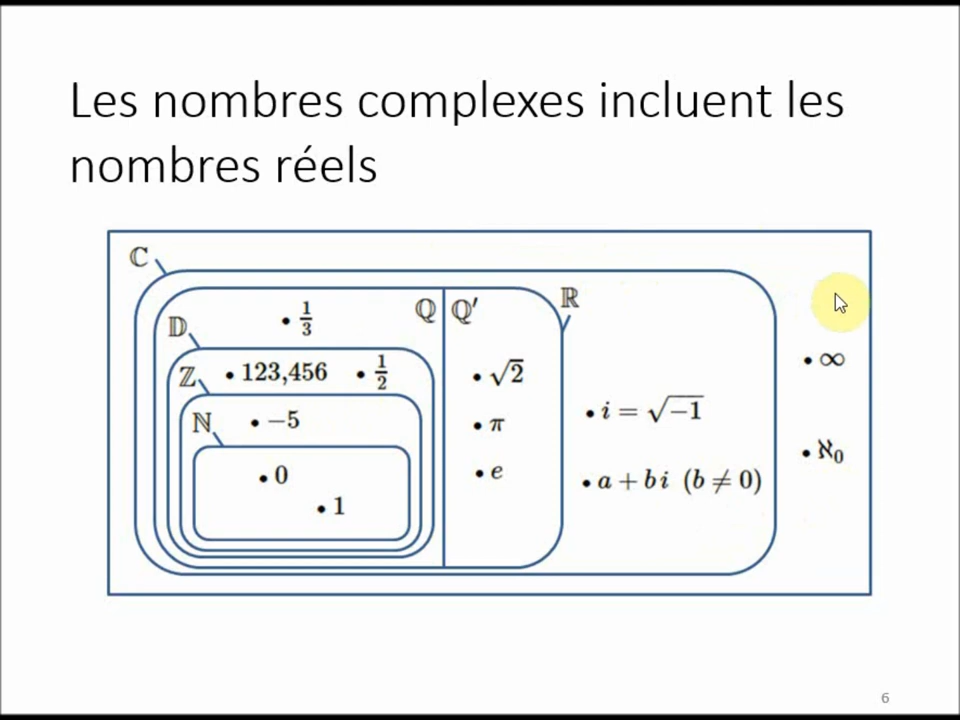 Les nombres complexes incluent les
nombres réels
ℂ
ℝ
𝔻 • 1/3 ℚ ℚ′
ℤ • 123,456 • 1/2 • √2
ℕ • −5 • π
• 0 • e
• 1
• i = √−1
• a + b i (b ≠ 0)
• ∞
• ℵ₀
6